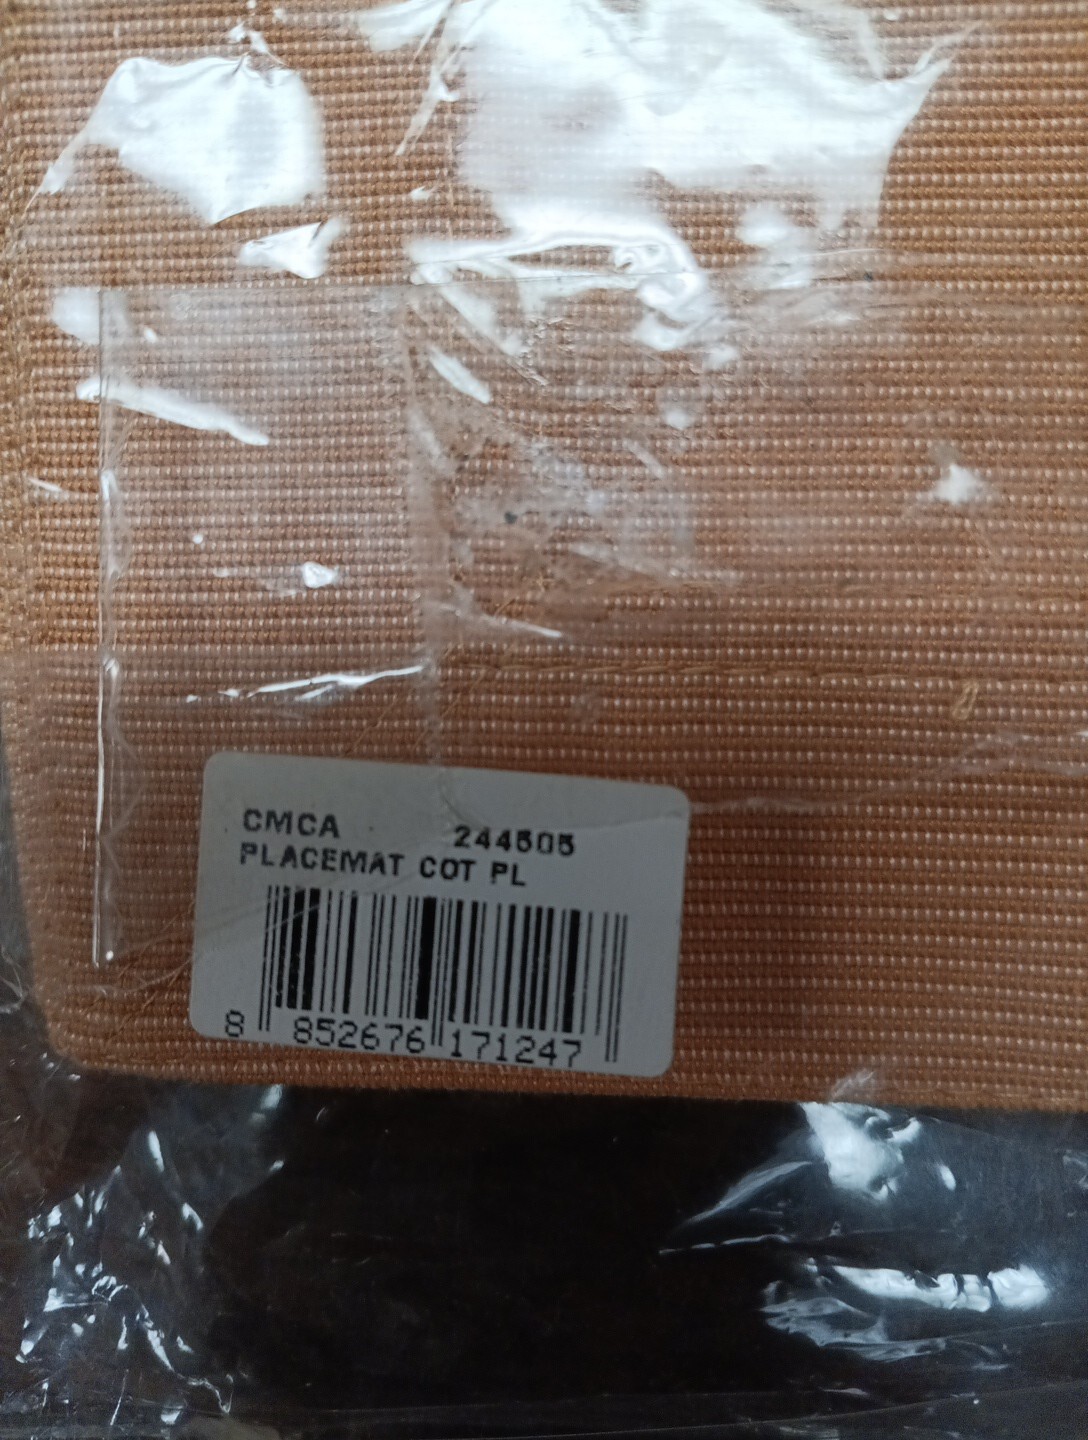 CMCA 244505
PLACEMAT COT PL
8 852676 171247